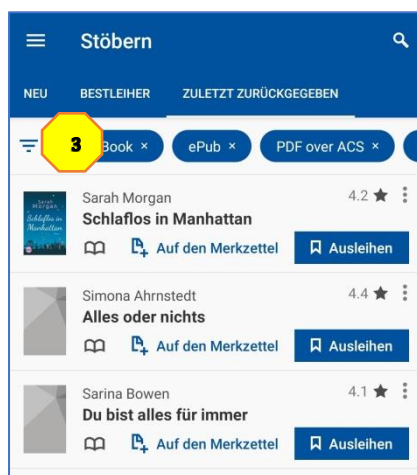 Stöbern
NEU BESTLEIHER ZULETZT ZURÜCKGEGEBEN
3 Book × ePub × PDF over ACS ×
Sarah Morgan 4.2 ★
Schlaflos in Manhattan
Auf den Merkzettel Ausleihen
Simona Ahrnstedt 4.4 ★
Alles oder nichts
Auf den Merkzettel Ausleihen
Sarina Bowen 4.1 ★
Du bist alles für immer
Auf den Merkzettel Ausleihen